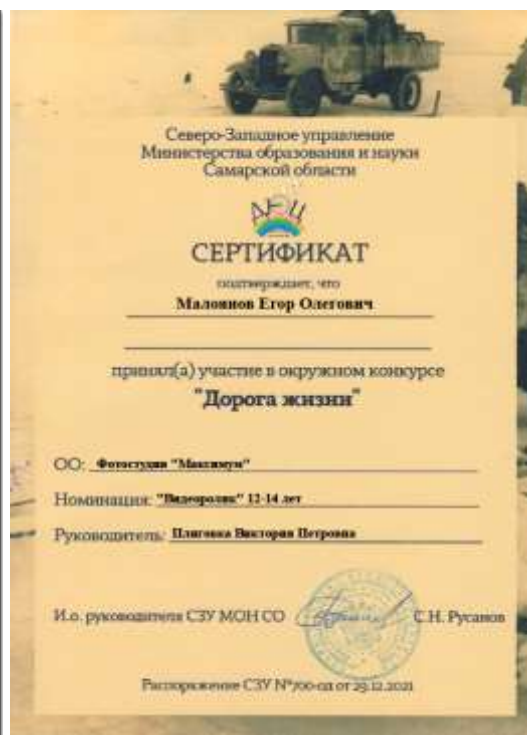 Северо-Западное управление
Министерства образования и науки
Самарской области
ДЕЦ
СЕРТИФИКАТ
подтверждает, что
Егор Олегович
принял(а) участие в окружном конкурсе
"Дорога жизни"
ОО: Фотостудия "Максимум"
Номинация: "Видеоролик" 12-14 лет
Руководитель: Плиговка Виктория Петровна
И.о. руководителя СЗУ МОН СО С.Н. Русанов
Распоряжение СЗУ №700-од от 29.12.2021